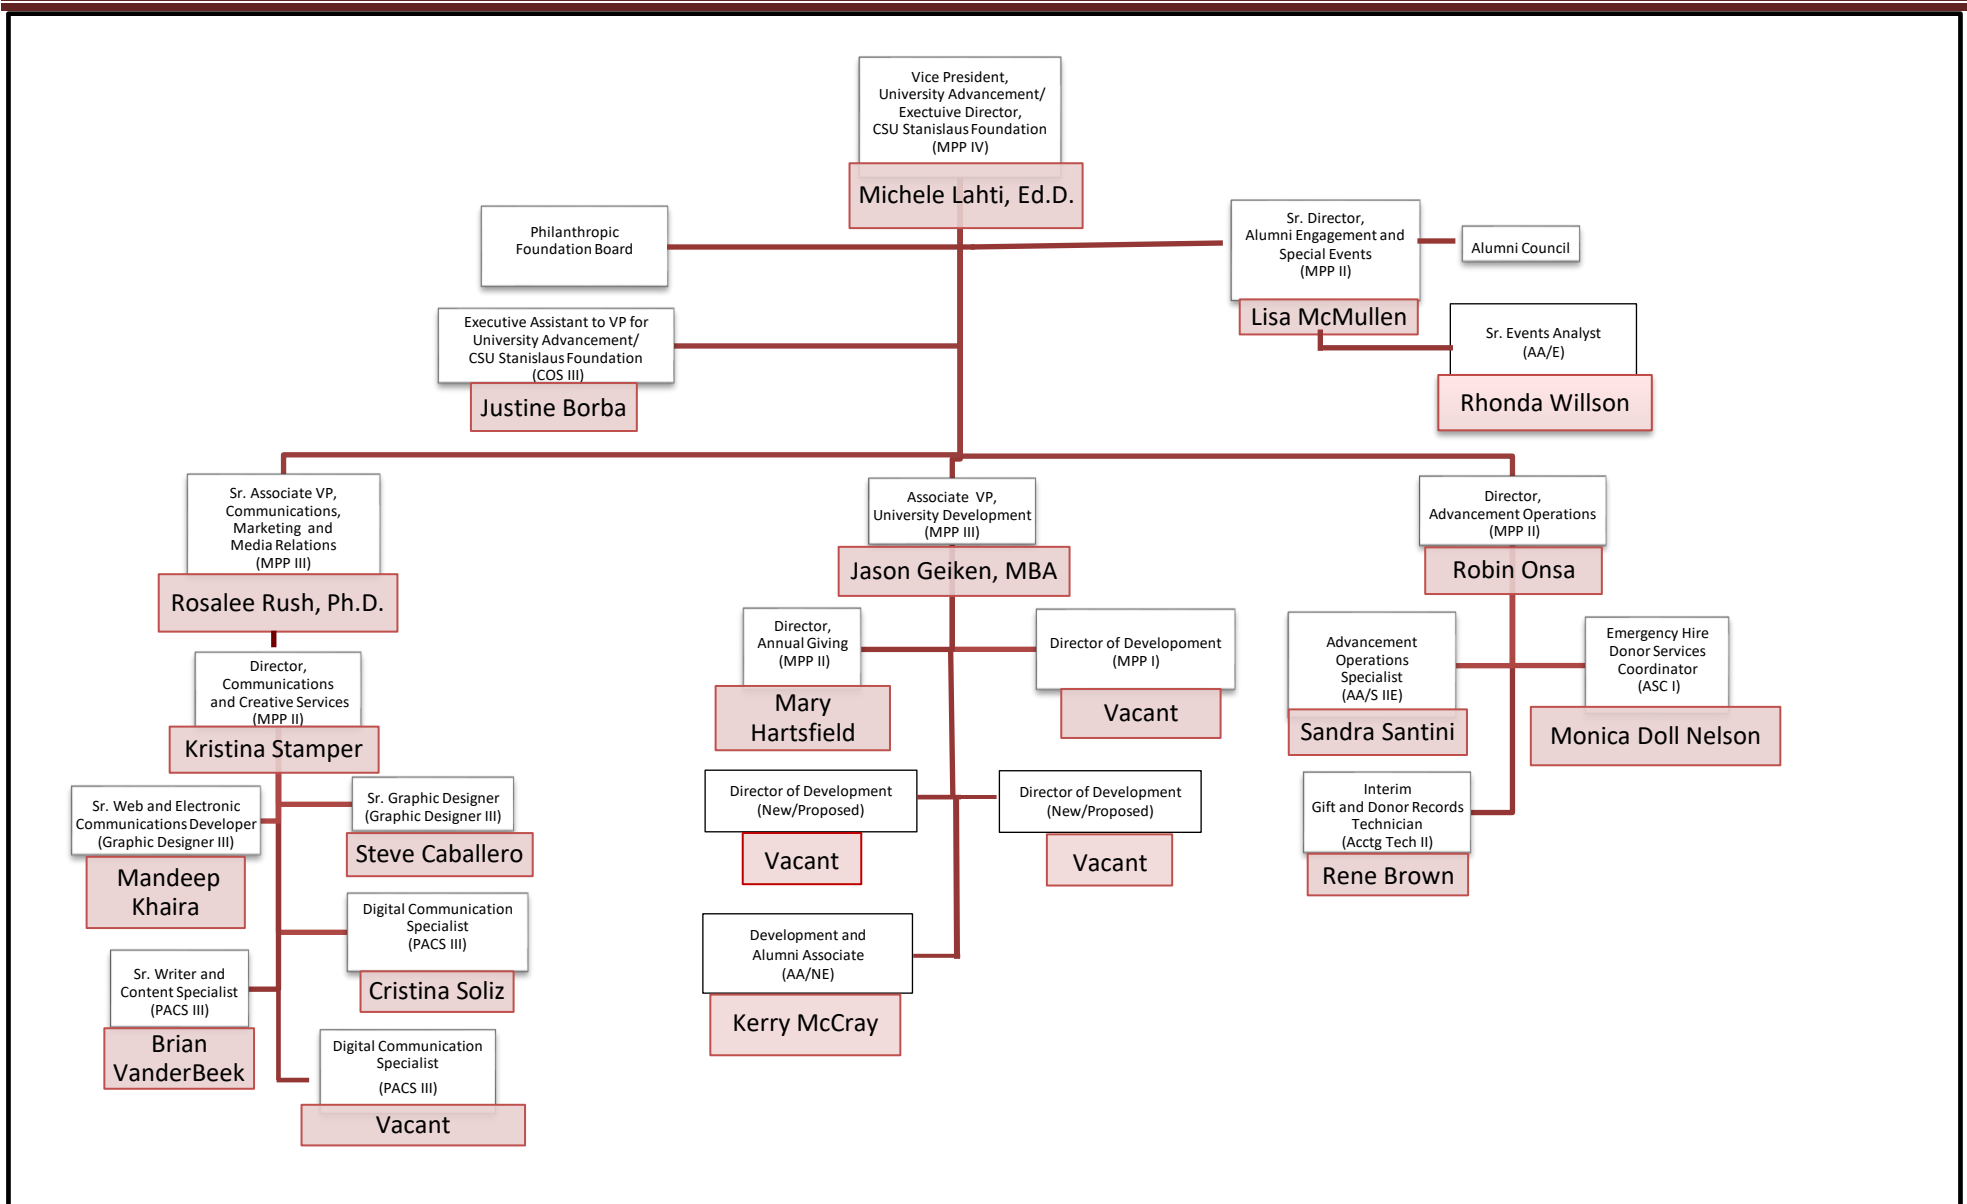 Vice President,
University Advancement/
Exectuive Director,
CSU Stanislaus Foundation
(MPP IV)
Michele Lahti, Ed.D.
Philanthropic
Foundation Board
Sr. Director,
Alumni Engagement and
Special Events
(MPP II)
Lisa McMullen
Alumni Council
Sr. Events Analyst
(AA/E)
Rhonda Willson
Executive Assistant to VP for
University Advancement/
CSU Stanislaus Foundation
(COS III)
Justine Borba
Sr. Associate VP,
Communications,
Marketing and
Media Relations
(MPP III)
Rosalee Rush, Ph.D.
Director,
Communications
and Creative Services
(MPP II)
Kristina Stamper
Sr. Web and Electronic
Communications Developer
(Graphic Designer III)
Mandeep
Khaira
Sr. Graphic Designer
(Graphic Designer III)
Steve Caballero
Digital Communication
Specialist
(PACS III)
Cristina Soliz
Sr. Writer and
Content Specialist
(PACS III)
Brian
VanderBeek
Digital Communication
Specialist
(PACS III)
Vacant
Associate VP,
University Development
(MPP III)
Jason Geiken, MBA
Director,
Annual Giving
(MPP II)
Mary
Hartsfield
Director of Developoment
(MPP I)
Vacant
Director of Development
(New/Proposed)
Vacant
Director of Development
(New/Proposed)
Vacant
Development and
Alumni Associate
(AA/NE)
Kerry McCray
Director,
Advancement Operations
(MPP II)
Robin Onsa
Advancement
Operations
Specialist
(AA/S IIE)
Sandra Santini
Emergency Hire
Donor Services
Coordinator
(ASC I)
Monica Doll Nelson
Interim
Gift and Donor Records
Technician
(Acctg Tech II)
Rene Brown